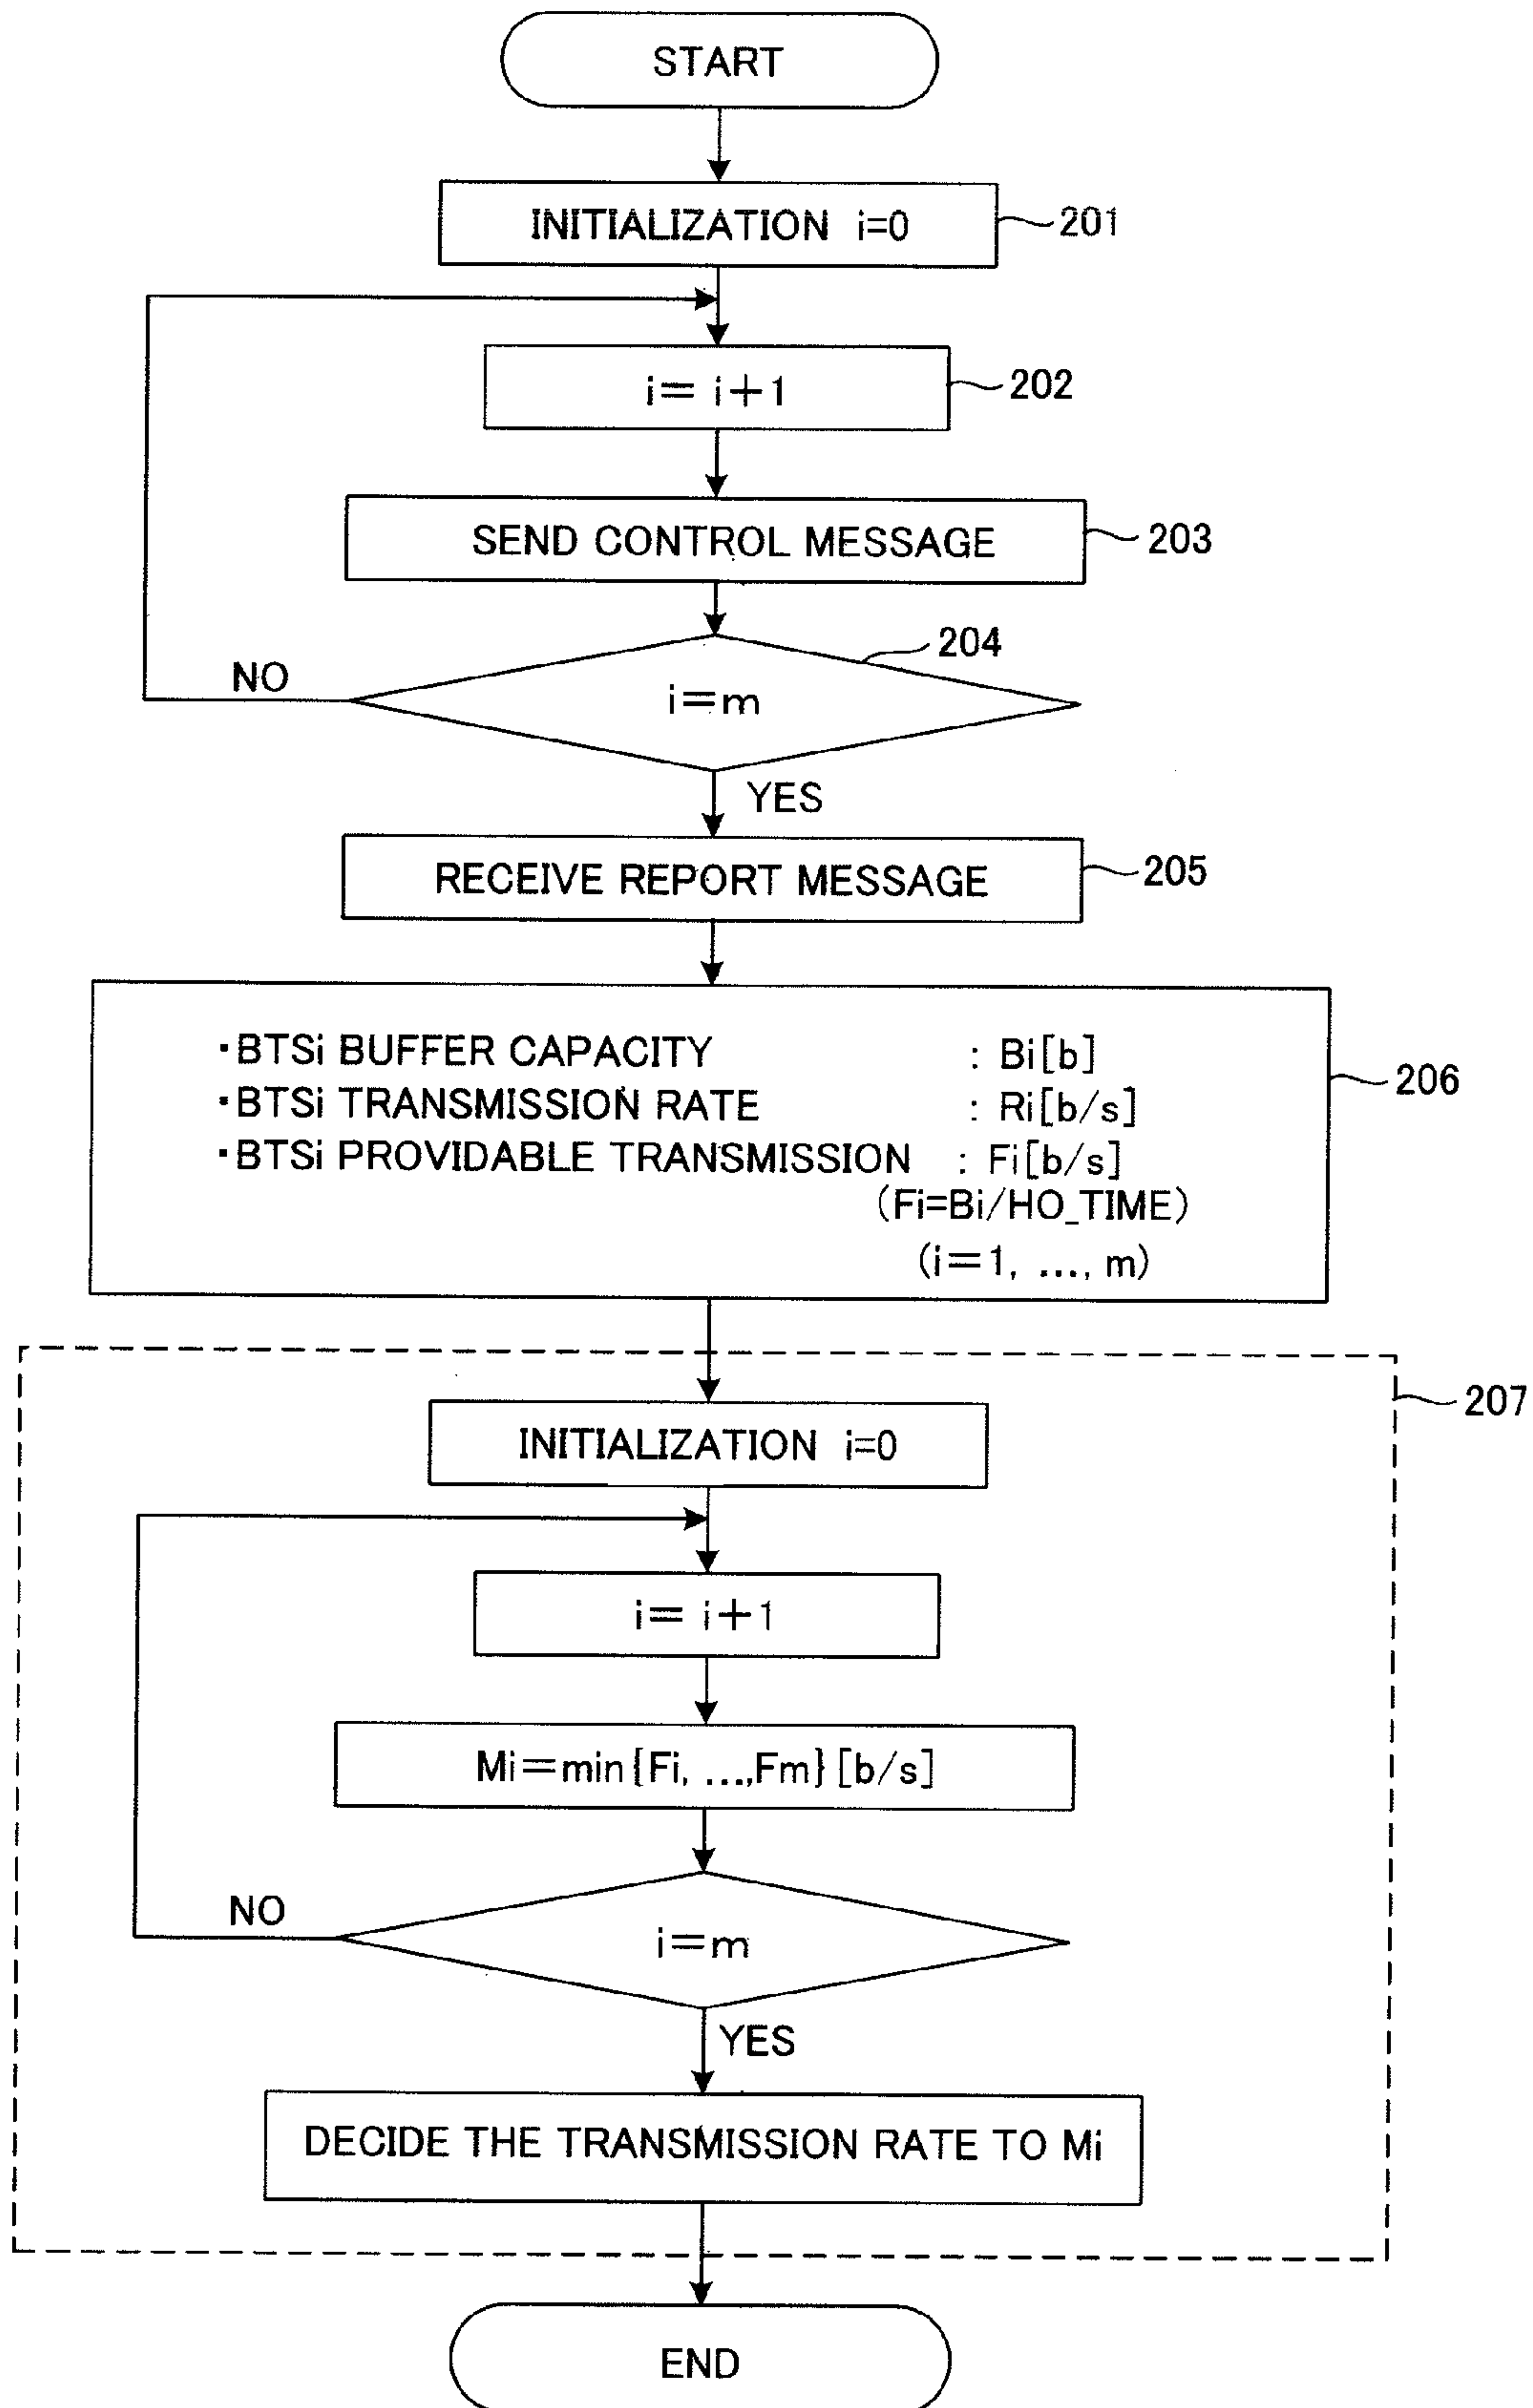 START
INITIALIZATION i=0
201
i= i+1
202
SEND CONTROL MESSAGE
203
204
NO
i=m
YES
RECEIVE REPORT MESSAGE
205
・BTSi BUFFER CAPACITY : Bi[b]
・BTSi TRANSMISSION RATE : Ri[b/s]
・BTSi PROVIDABLE TRANSMISSION : Fi[b/s]
(Fi=Bi/HO_TIME)
(i=1, ..., m)
206
207
INITIALIZATION i=0
i= i+1
Mi=min{Fi, ...,Fm}[b/s]
NO
i=m
YES
DECIDE THE TRANSMISSION RATE TO Mi
END